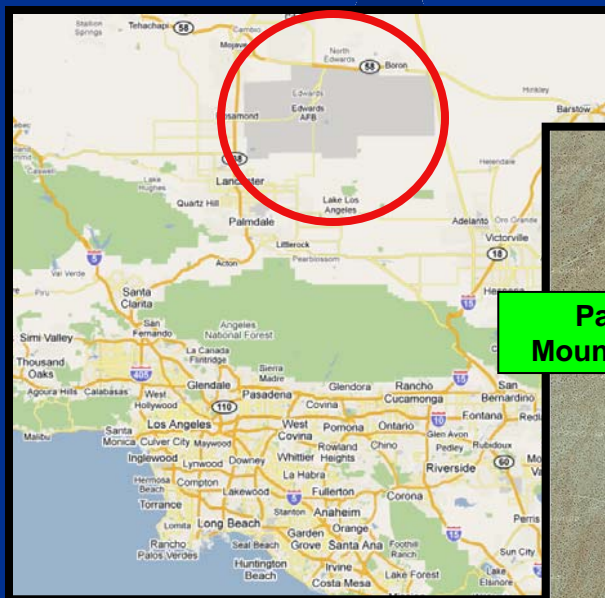 Stallion
Springs
Tehachapi
58
Cambio
Mojave
North
Edwards
58
Boron
Edwards
Edwards
AFB
Hinkley
Barstow
Lake
Hughes
Lancaster
Quartz Hill
Palmdale
Lake Los
Angeles
Helendale
Adelanto
Oro Grande
Victorville
18
Littlerock
Pearblossom
Acton
5
Val Verde
Piru
Santa
Clarita
15
San
Fernando
Angeles
National Forest
Simi Valley
La Canada
Flintridge
Thousand
Oaks
405
Sierra
Madre
15
Agoura Hills
Calabasas
Glendale
Pasadena
Glendora
Rancho
Cucamonga
San
Bernardino
West
Hollywood
110
Covina
10
Fontana
Malibu
Los Angeles
West
Covina
Pomona
Ontario
Santa
Monica
Culver City
Maywood
Glen Avon
Pedley
Rubidoux
Inglewood
Lynwood
Downey
Whittier
Rowland
Heights
Chino
Riverside
60
Hermosa
Beach
Compton
La Habra
Torrance
Lakewood
5
Fullerton
Corona
Stanton
Anaheim
Lomita
Long Beach
Orange
Perris
Rancho
Palos Verdes
Seal Beach
Garden
Grove
Santa Ana
Foothill
Ranch
15
Sun City
Huntington
Beach
Irvine
Costa Mesa
Lake Forest
Lake
Elsinore
Pa
Moun